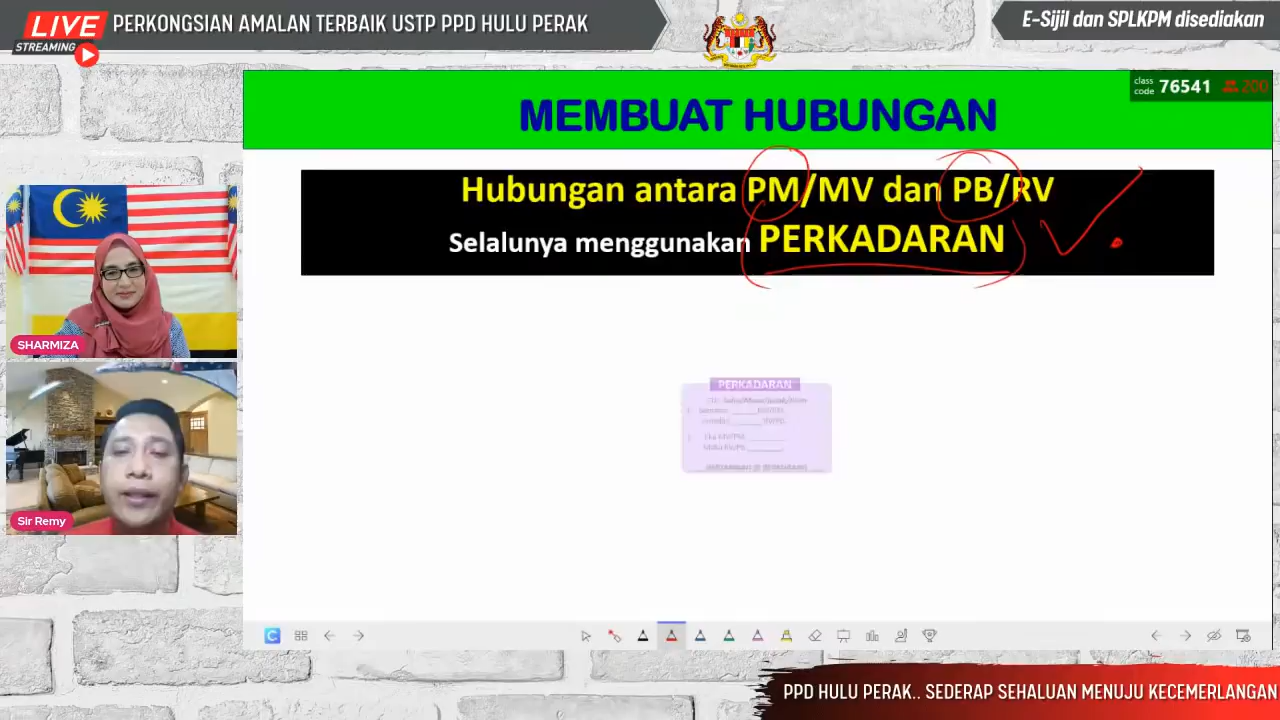 LIVE
STREAMING
PERKONGSIAN AMALAN TERBAIK USTP PPD HULU PERAK
E-Sijil dan SPLKPM disediakan
class
code 76541 200
MEMBUAT HUBUNGAN
Hubungan antara PM/MV dan PB/RV
Selalunya menggunakan PERKADARAN
SHARMIZA
Sir Remy
PERKADARAN
PPD HULU PERAK.. SEDERAP SEHALUAN MENUJU KECEMERLANGAN